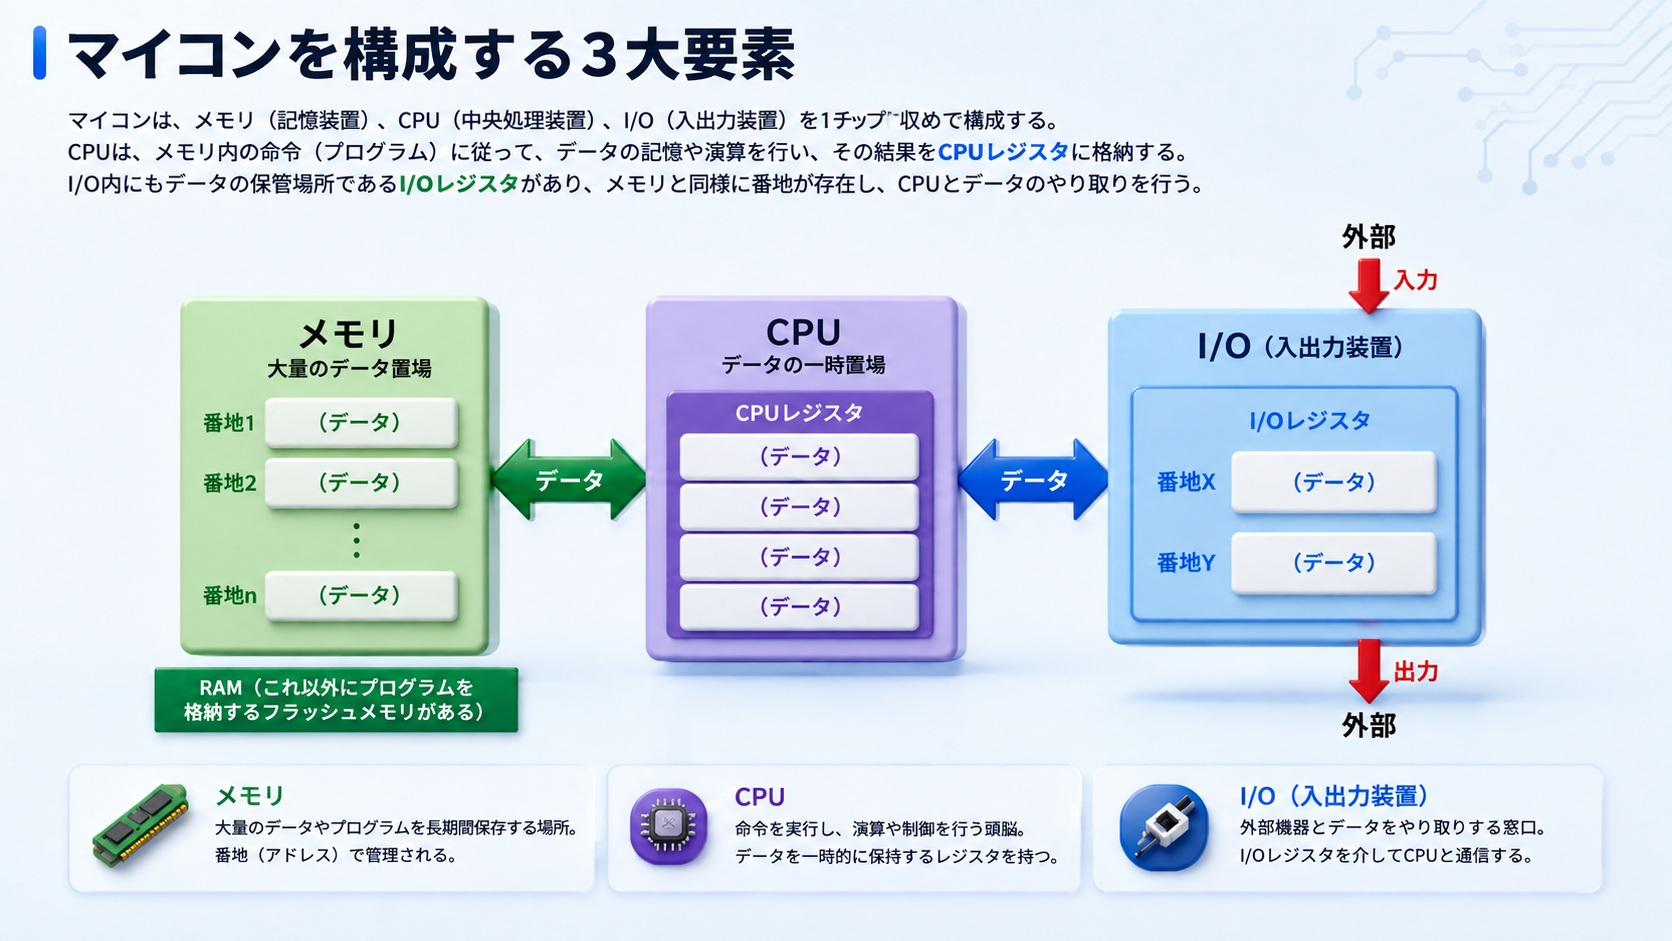 マイコンを構成する3大要素
マイコンは、メモリ（記憶装置）、CPU（中央処理装置）、I/O（入出力装置）を1チップ収めで構成する。
CPUは、メモリ内の命令（プログラム）に従って、データの記憶や演算を行い、その結果をCPUレジスタに格納する。
I/O内にもデータの保管場所であるI/Oレジスタがあり、メモリと同様に番地が存在し、CPUとデータのやり取りを行う。
外部
入力
メモリ
大量のデータ置場
番地1 （データ）
番地2 （データ）
⋮
番地n （データ）
RAM（これ以外にプログラムを
格納するフラッシュメモリがある）
データ
CPU
データの一時置場
CPUレジスタ
（データ）
（データ）
（データ）
（データ）
データ
I/O（入出力装置）
I/Oレジスタ
番地X （データ）
番地Y （データ）
出力
外部
メモリ
大量のデータやプログラムを長期間保存する場所。
番地（アドレス）で管理される。
CPU
命令を実行し、演算や制御を行う頭脳。
データを一時的に保持するレジスタを持つ。
I/O（入出力装置）
外部機器とデータをやり取りする窓口。
I/Oレジスタを介してCPUと通信する。